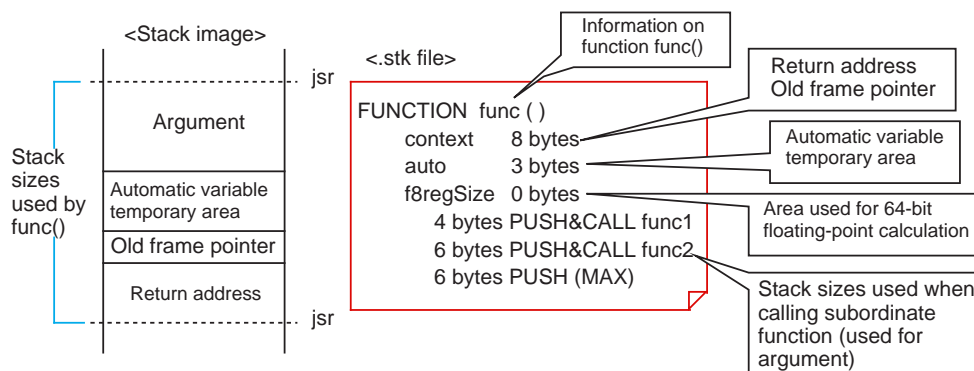 <Stack image>
jsr
Argument
Automatic variable
temporary area
Old frame pointer
Return address
jsr
Stack
sizes
used by
func()
<.stk file>
Information on
function func()
FUNCTION func ( )
context 8 bytes
auto 3 bytes
f8regSize 0 bytes
4 bytes PUSH&CALL func1
6 bytes PUSH&CALL func2
6 bytes PUSH (MAX)
Return address
Old frame pointer
Automatic variable
temporary area
Area used for 64-bit
floating-point calculation
Stack sizes used when
calling subordinate
function (used for
argument)